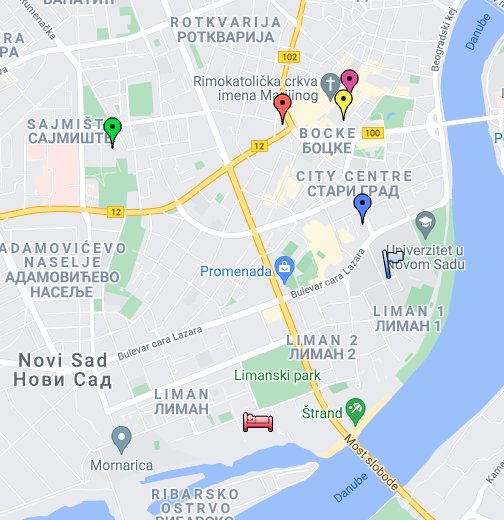 ROTKVARIJA
РОТКВАРИЈА
Rumenačka
Beogradski kej
Danube
102
Rimokatolička crkva
imena Marijinog
SAJMIŠTE
САЈМИШТЕ
BOCKE
БОЦКЕ
100
12
CITY CENTRE
СТАРИ ГРАД
12
ADAMOVIĆEVO
NASELJE
АДАМОВИЋЕВО
НАСЕЉЕ
Univerzitet u
Novom Sadu
Promenada
Bulevar cara Lazara
LIMAN 1
ЛИМАН 1
Bulevar cara Lazara
LIMAN 2
ЛИМАН 2
Novi Sad
Нови Сад
Limanski park
LIMAN
ЛИМАН
Štrand
Mornarica
Most slobode
Danube
RIBARSKO
OSTRVO